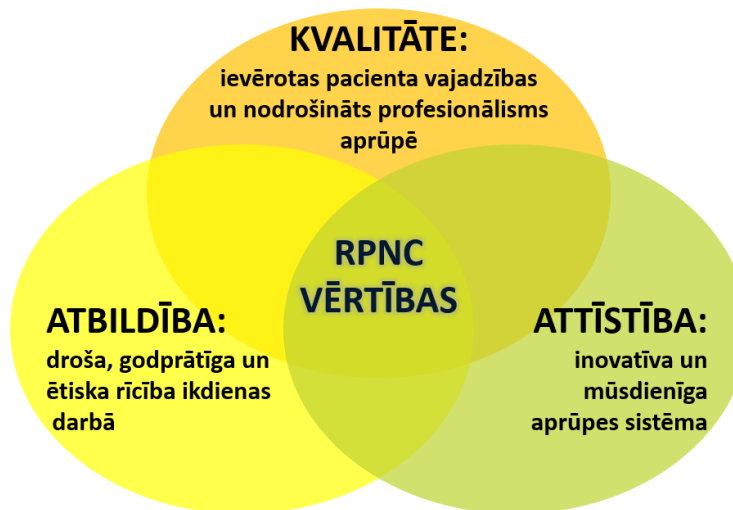 KVALITĀTE:
ievērotas pacienta vajadzības
un nodrošināts profesionālisms
aprūpē
RPNC
VĒRTĪBAS
ATBILDĪBA:
droša, godprātīga un
ētiska rīcība ikdienas
darbā
ATTĪSTĪBA:
inovatīva un
mūsdienīga
aprūpes sistēma